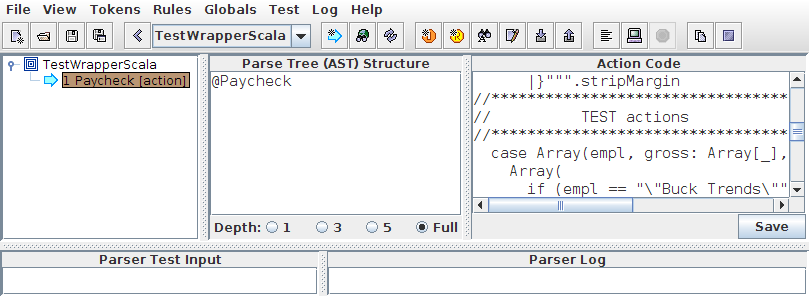 File View Tokens Rules Globals Test Log Help
TestWrapperScala
TestWrapperScala
1 Paycheck [action]
Parse Tree (AST) Structure
@Paycheck
Depth: 1 3 5 Full
Action Code
|}""".stripMargin
//***********************************
// TEST actions
//***********************************
case Array(empl, gross: Array[_],
Array(
if (empl == "\"Buck Trends\""
Save
Parser Test Input
Parser Log